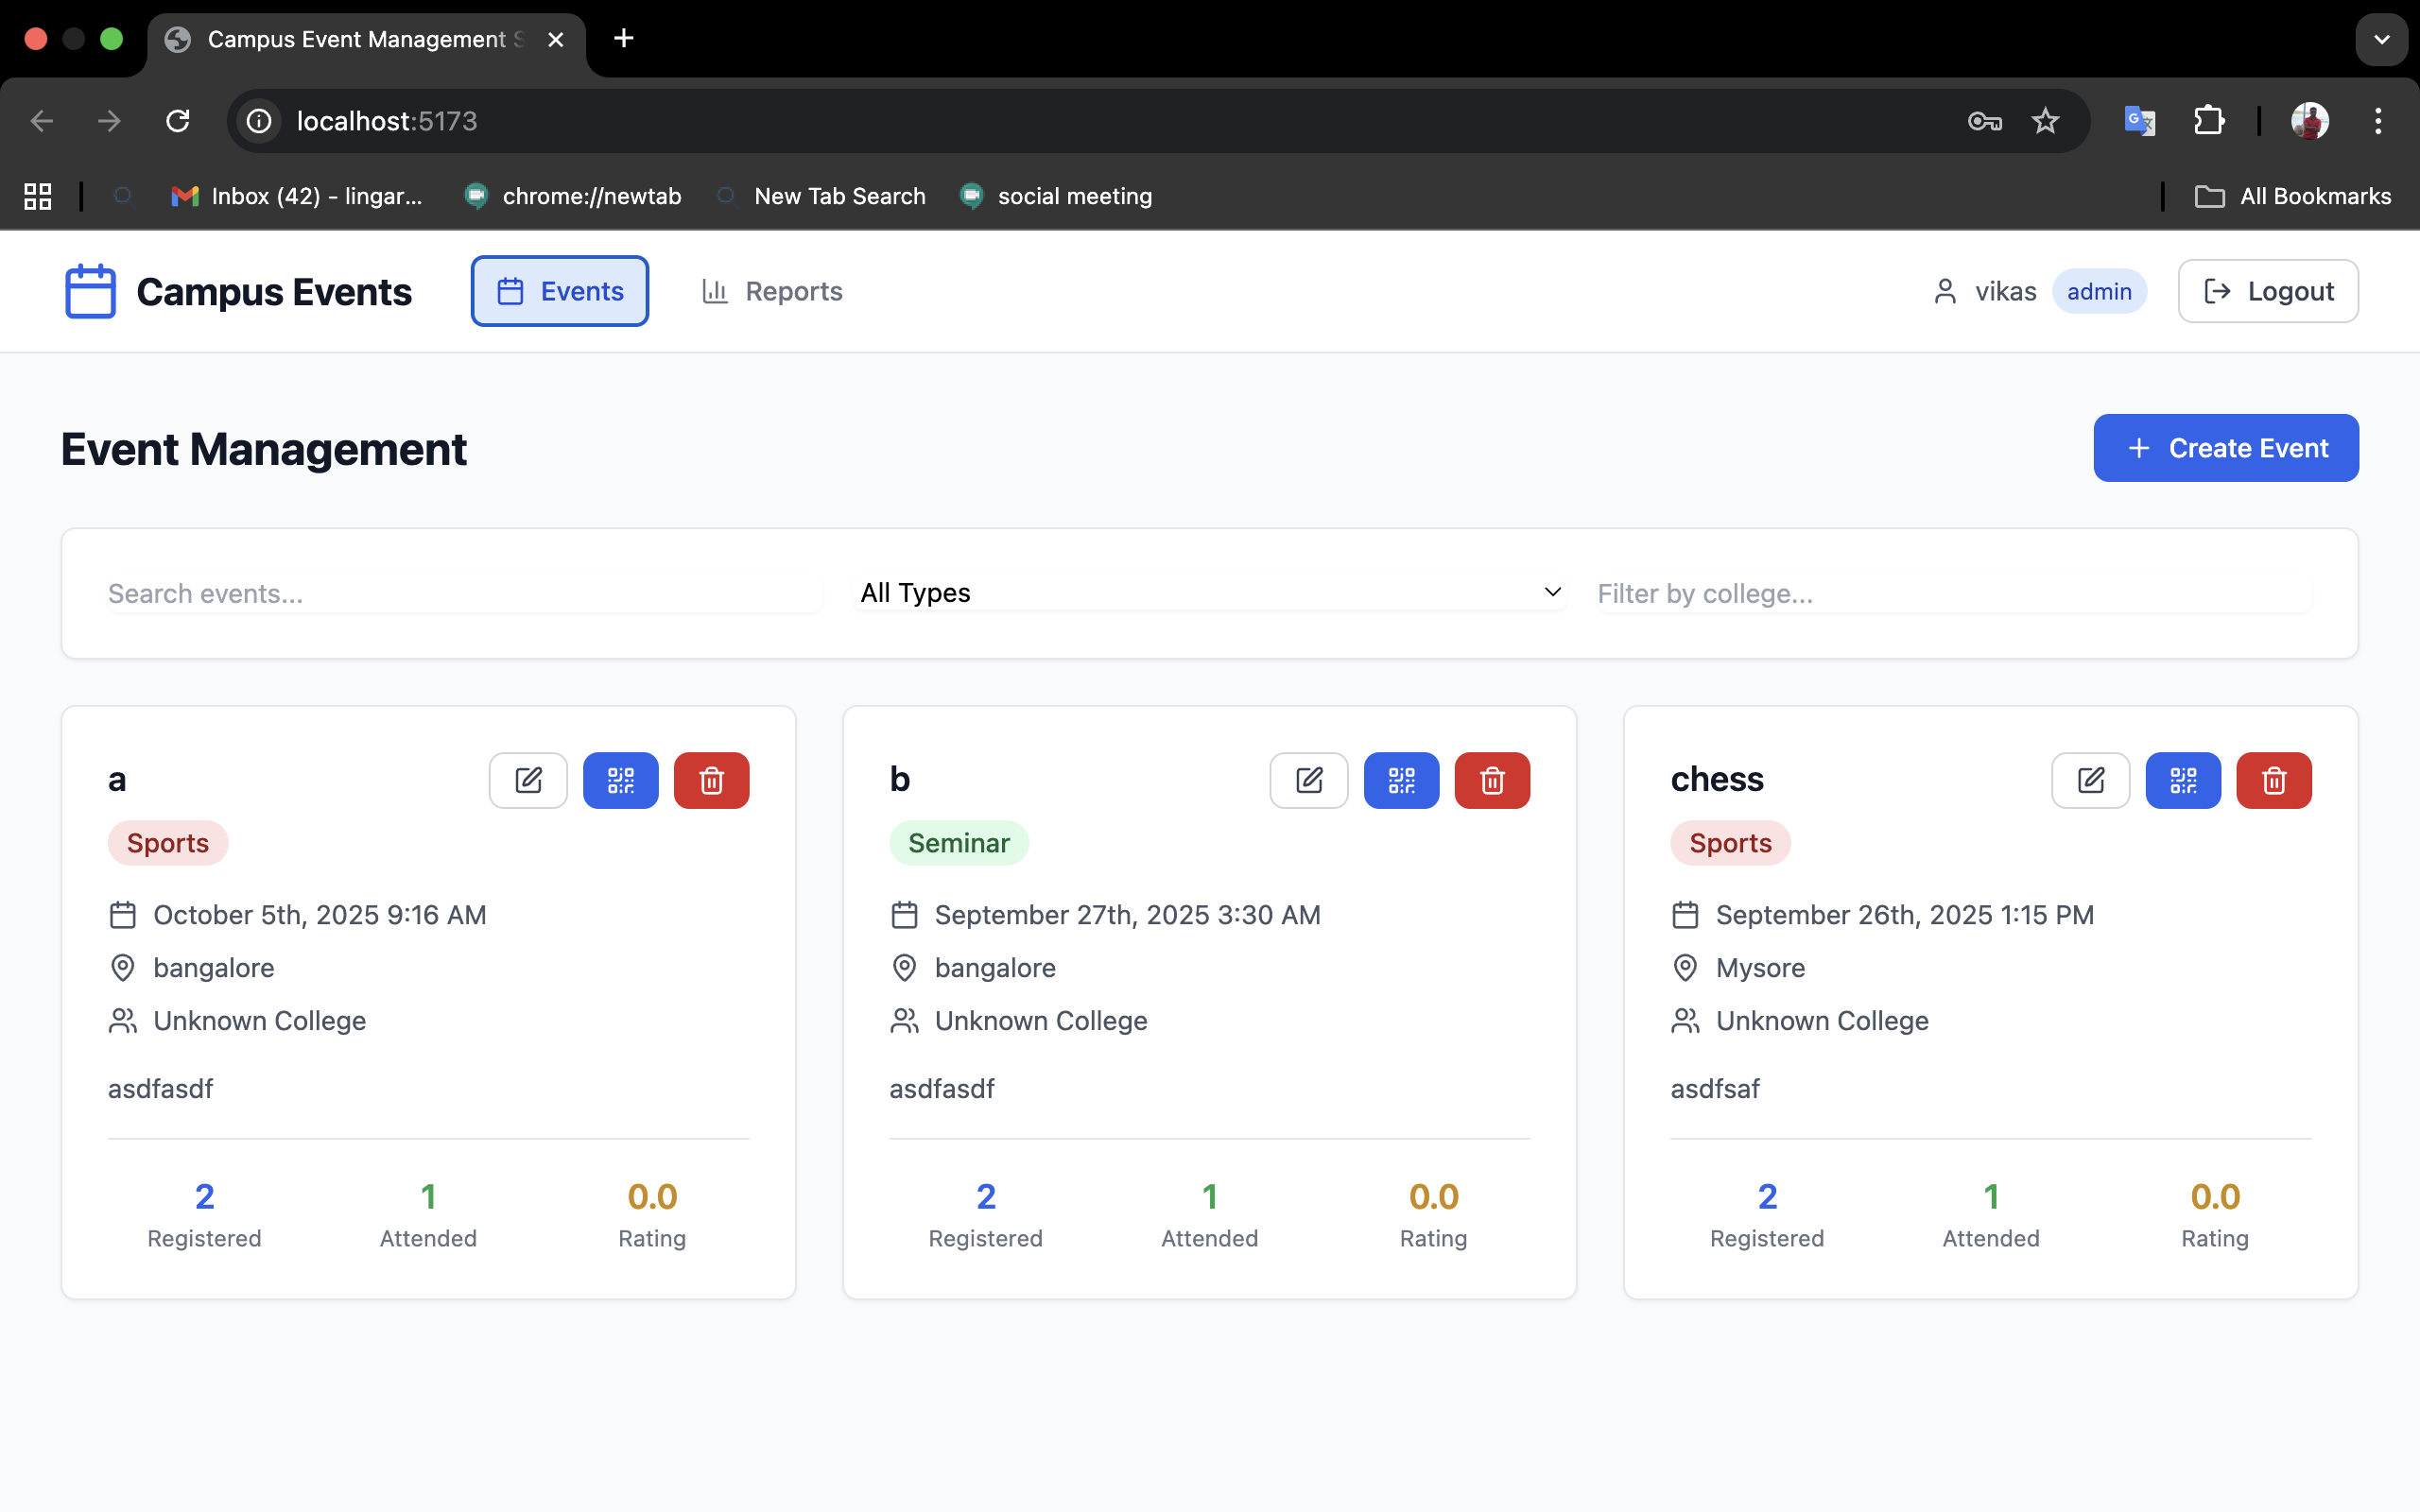 Campus Event Management S
localhost:5173
Inbox (42) - lingar...
chrome://newtab
New Tab Search
social meeting
All Bookmarks
Campus Events
Events
Reports
vikas
admin
Logout
Event Management
Create Event
Search events...
All Types
Filter by college...
a
Sports
October 5th, 2025 9:16 AM
bangalore
Unknown College
asdfasdf
2
Registered
1
Attended
0.0
Rating
b
Seminar
September 27th, 2025 3:30 AM
bangalore
Unknown College
asdfasdf
2
Registered
1
Attended
0.0
Rating
chess
Sports
September 26th, 2025 1:15 PM
Mysore
Unknown College
asdfsaf
2
Registered
1
Attended
0.0
Rating